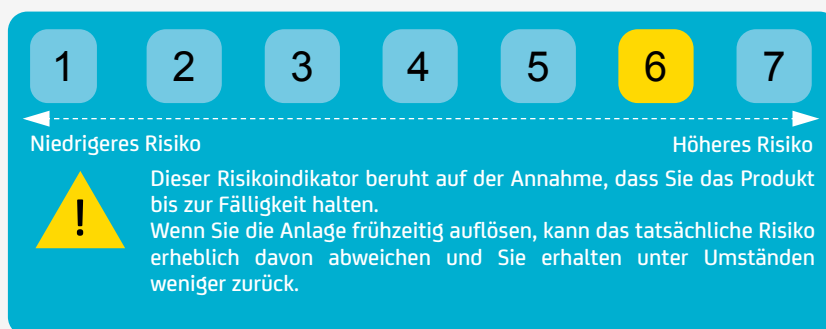 1 2 3 4 5 6 7
Niedrigeres Risiko Höheres Risiko
!
Dieser Risikoindikator beruht auf der Annahme, dass Sie das Produkt
bis zur Fälligkeit halten.
Wenn Sie die Anlage frühzeitig auflösen, kann das tatsächliche Risiko
erheblich davon abweichen und Sie erhalten unter Umständen
weniger zurück.